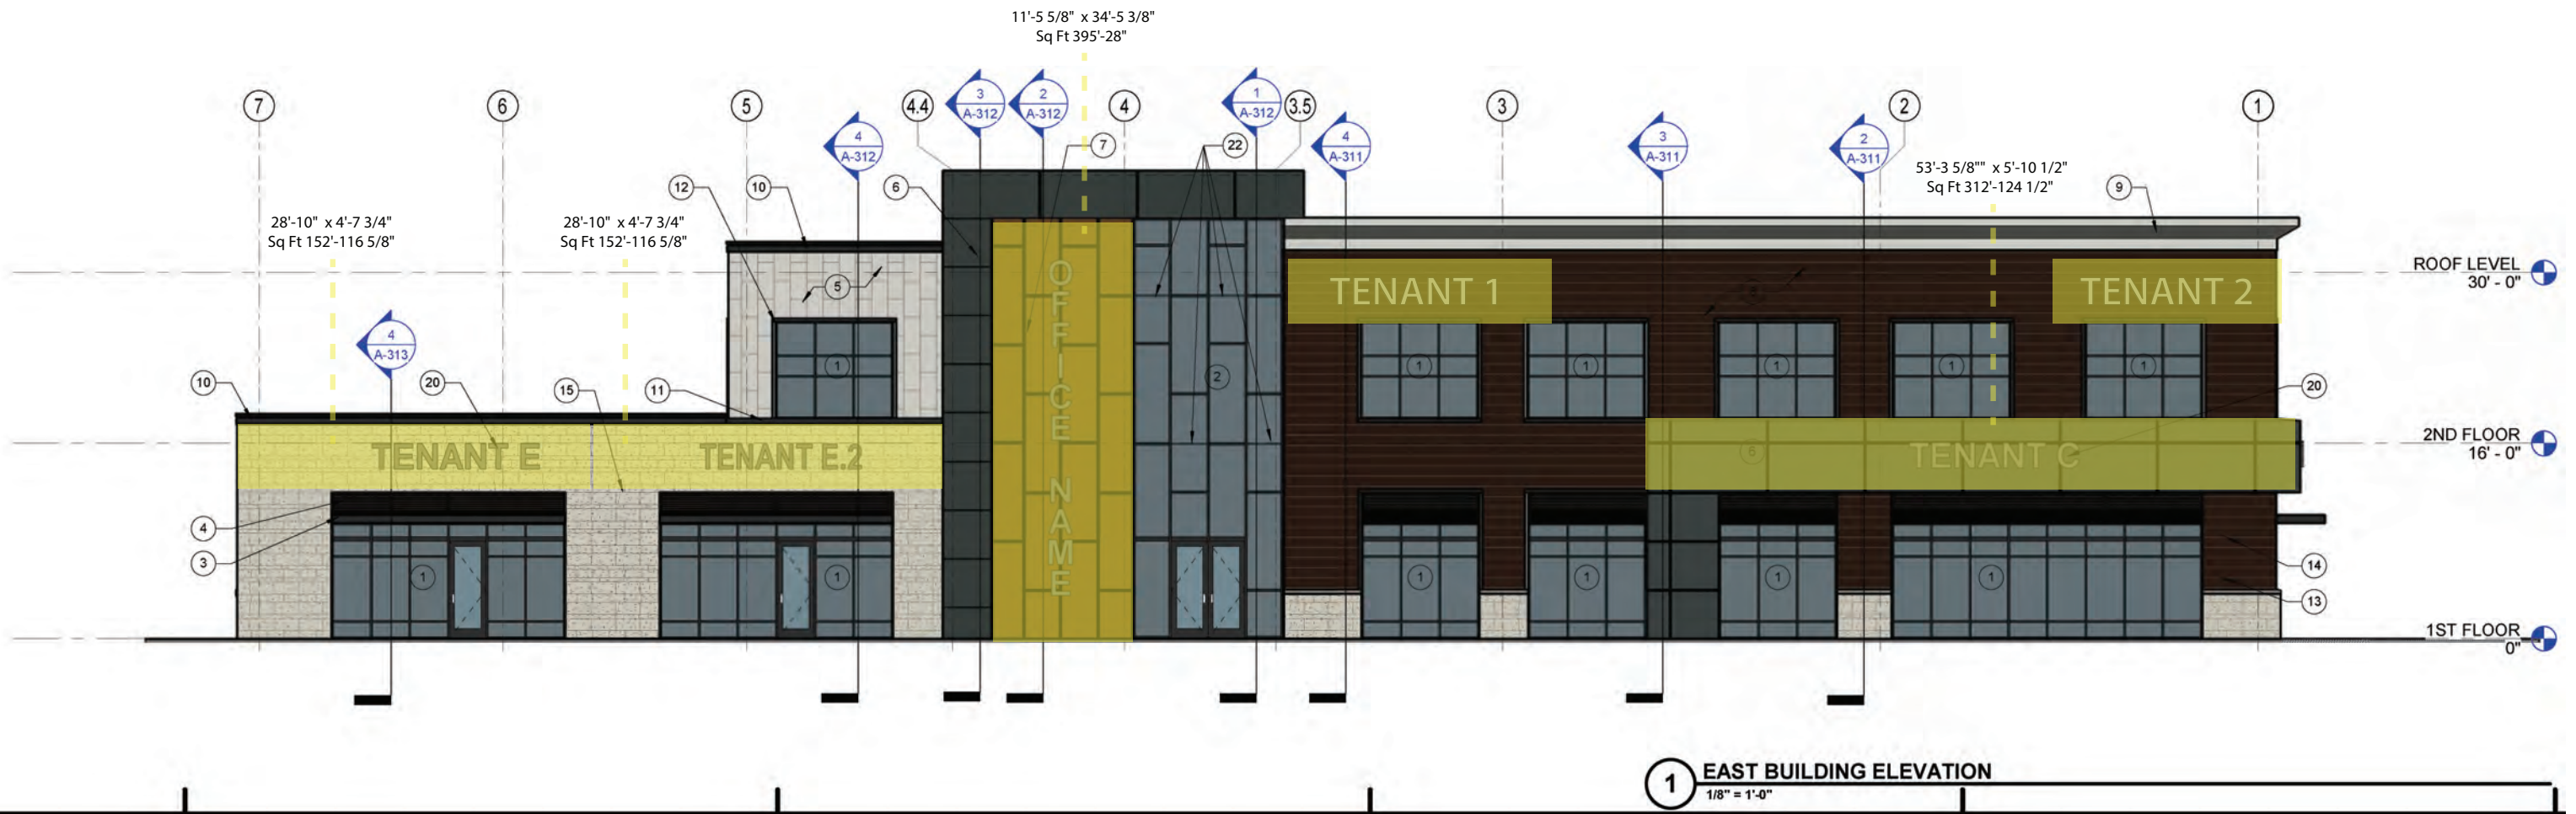 11'-5 5/8" x 34'-5 3/8"
Sq Ft 395'-28"
7
6
5
4.4
3
A-312
2
A-312
4
1
A-312
3.5
3
2
1
4
A-312
7
22
4
A-311
3
A-311
2
A-311
53'-3 5/8"" x 5'-10 1/2"
Sq Ft 312'-124 1/2"
9
12
10
6
28'-10" x 4'-7 3/4"
Sq Ft 152'-116 5/8"
28'-10" x 4'-7 3/4"
Sq Ft 152'-116 5/8"
ROOF LEVEL
30' - 0"
5
OFFICE NAME
TENANT 1
6
TENANT 2
4
A-313
1
2
1
1
1
1
1
10
20
15
11
20
2ND FLOOR
16' - 0"
TENANT E
TENANT E.2
6
TENANT C
4
3
1
1
1
1
1
1
14
13
1ST FLOOR
0"
1
EAST BUILDING ELEVATION
1/8" = 1'-0"